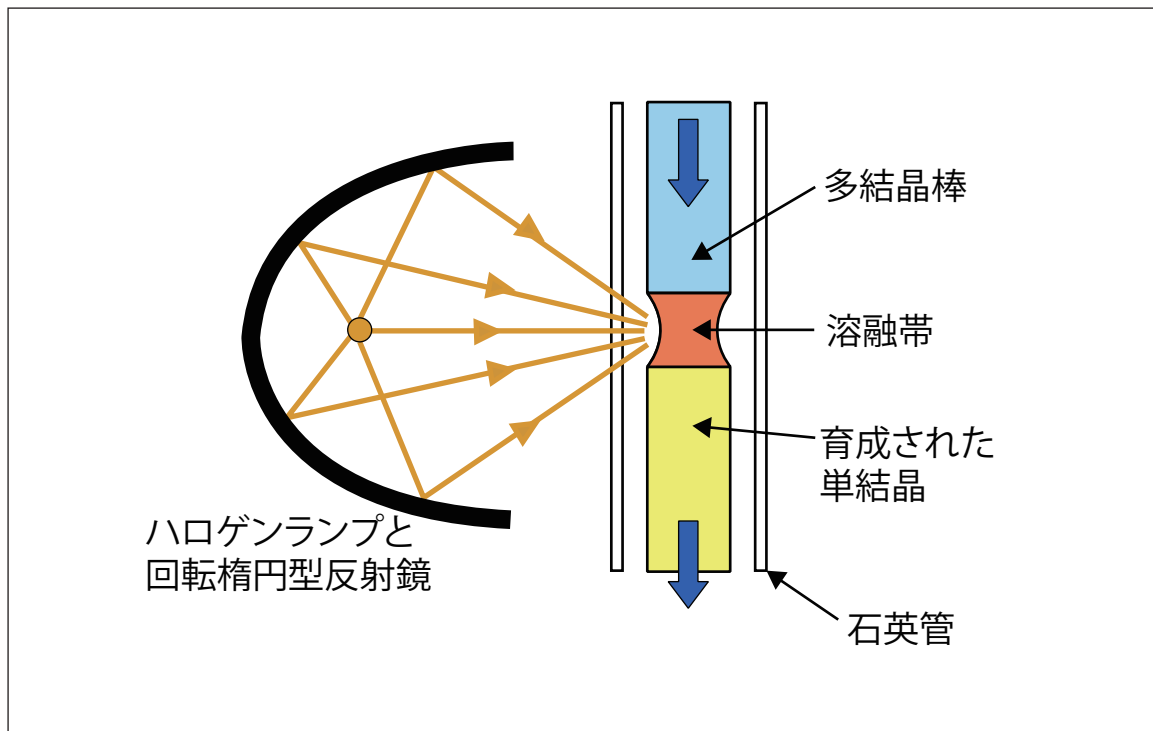 多結晶棒
溶融帯
育成された
単結晶
ハロゲンランプと
回転楕円型反射鏡
石英管